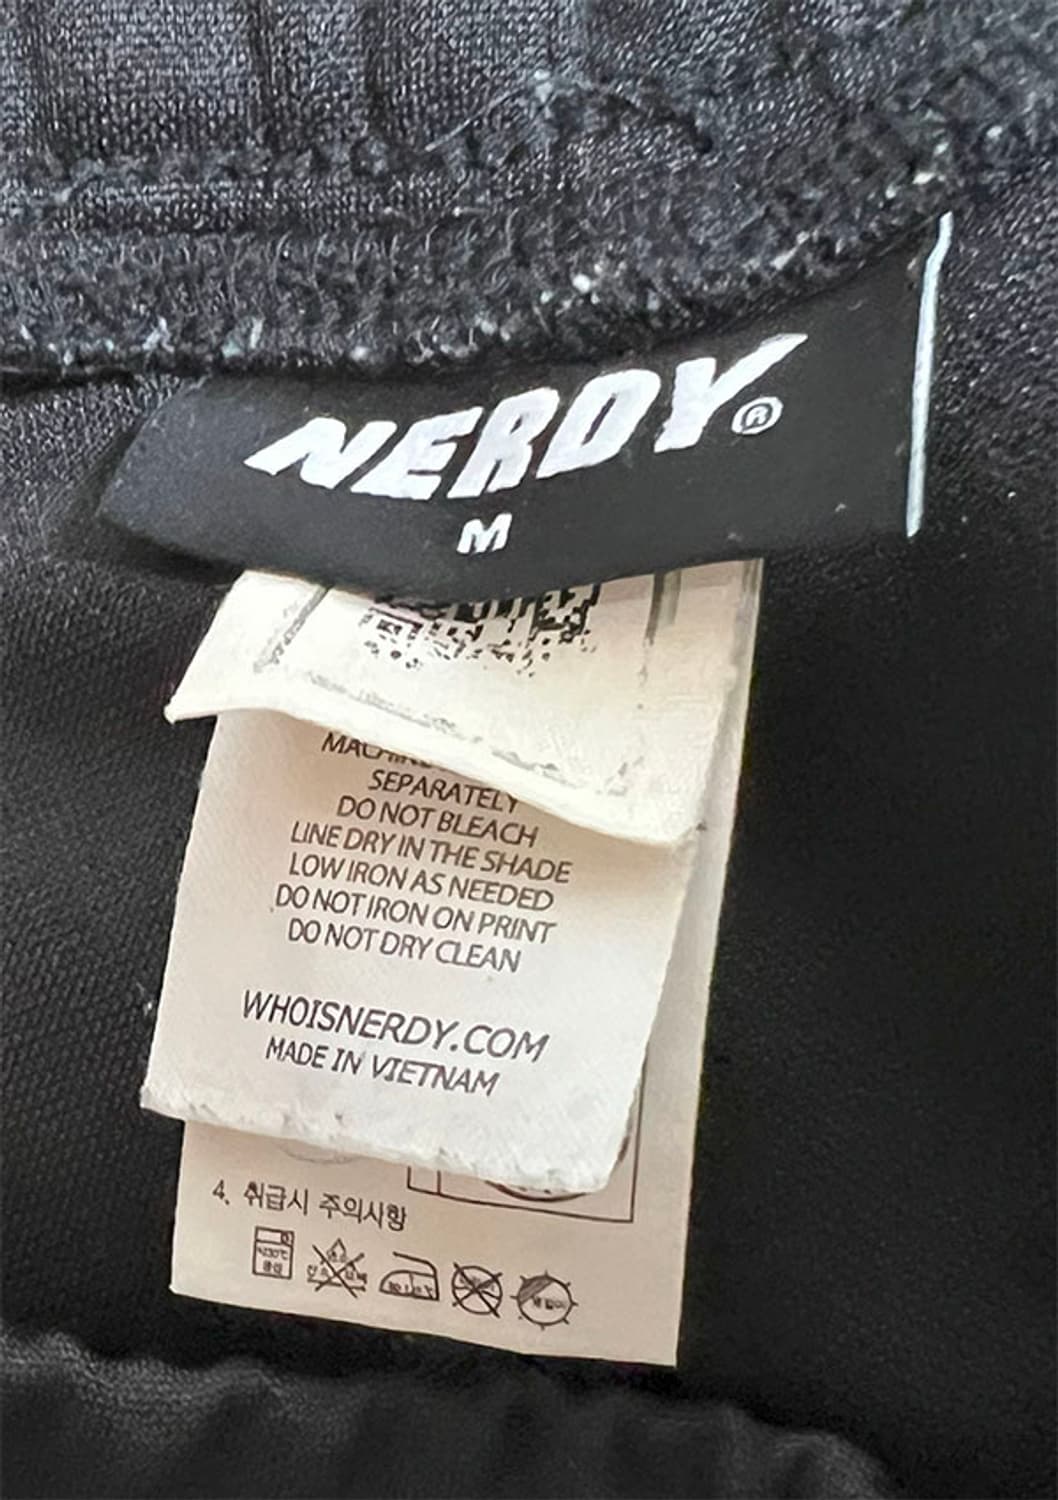 NERDY®
M
MACHINE
SEPARATELY
DO NOT BLEACH
LINE DRY IN THE SHADE
LOW IRON AS NEEDED
DO NOT IRON ON PRINT
DO NOT DRY CLEAN
WHOISNERDY.COM
MADE IN VIETNAM
4. 취급시 주의사항